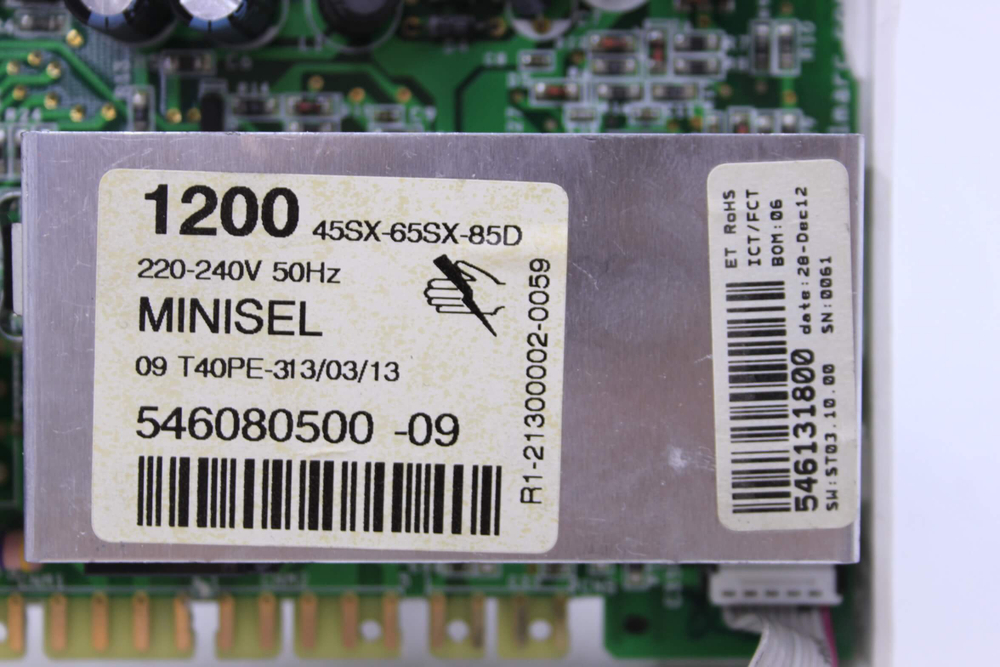 1200 45SX-65SX-85D
220-240V 50Hz
MINISEL
09 T40PE-313/03/13
546080500 -09
R1-213000002-0059
ET RoHS
ICT/FCT
BOM:06
546131800 date:28-Dec12
SW:ST03.10.00 SN:0061